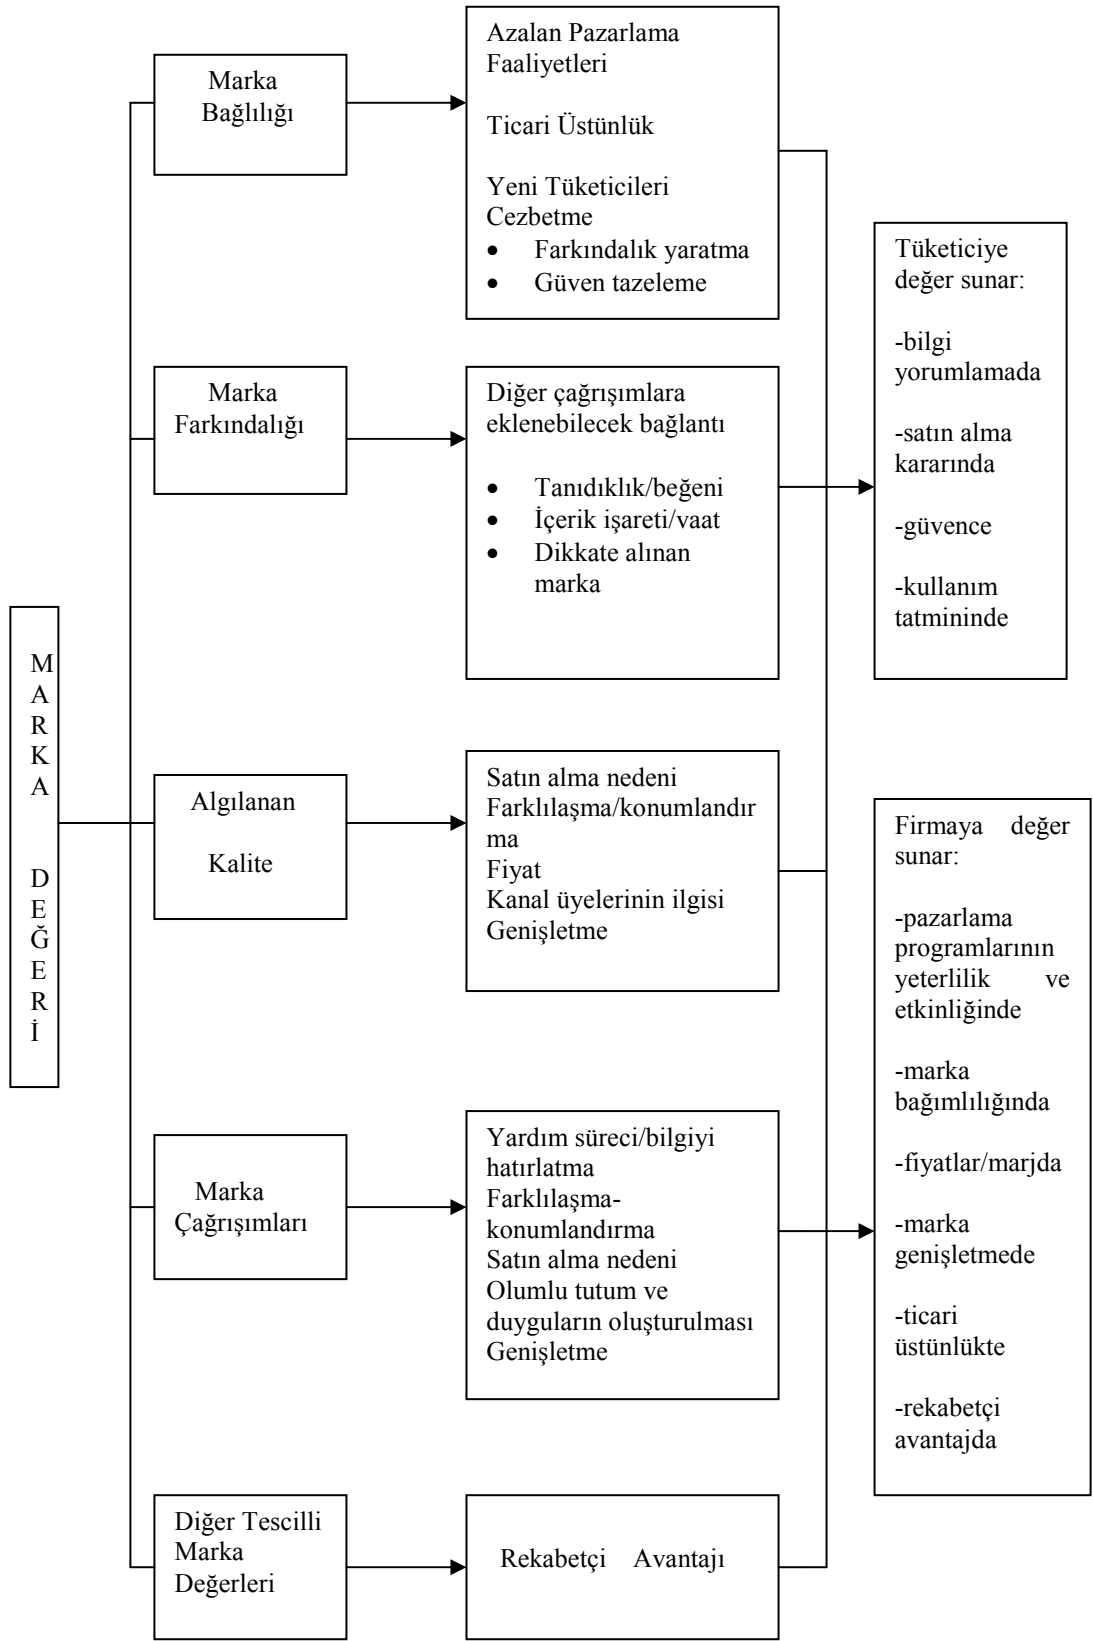 MARKA DEĞERİ
Marka
Bağlılığı
Azalan Pazarlama
Faaliyetleri
Ticari Üstünlük
Yeni Tüketicileri
Cezbetme
• Farkındalık yaratma
• Güven tazeleme
Marka
Farkındalığı
Diğer çağrışımlara
eklenebilecek bağlantı
• Tanıdıklık/beğeni
• İçerik işareti/vaat
• Dikkate alınan
marka
Algılanan
Kalite
Satın alma nedeni
Farklılaşma/konumlandır
ma
Fiyat
Kanal üyelerinin ilgisi
Genişletme
Marka
Çağrışımları
Yardım süreci/bilgiyi
hatırlatma
Farklılaşma-
konumlandırma
Satın alma nedeni
Olumlu tutum ve
duyguların oluşturulması
Genişletme
Diğer Tescilli
Marka
Değerleri
Rekabetçi Avantajı
Tüketiciye
değer sunar:
-bilgi
yorumlamada
-satın alma
kararında
-güvence
-kullanım
tatmininde
Firmaya değer
sunar:
-pazarlama
programlarının
yeterlilik ve
etkinliğinde
-marka
bağımlılığında
-fiyatlar/marjda
-marka
genişletmede
-ticari
üstünlükte
-rekabetçi
avantajda